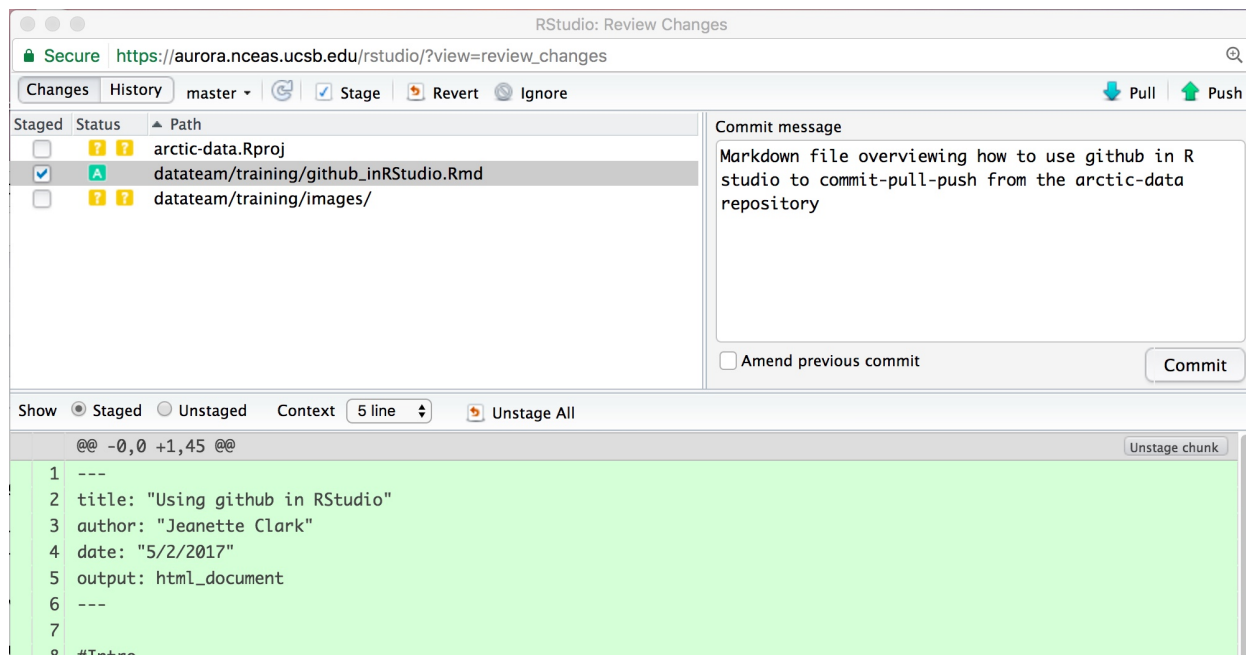 RStudio: Review Changes
Secure https://aurora.nceas.ucsb.edu/rstudio/?view=review_changes
Changes History master Stage Revert Ignore Pull Push
Staged Status Path
? ? arctic-data.Rproj
A datateam/training/github_inRStudio.Rmd
? ? datateam/training/images/
Commit message
Markdown file overviewing how to use github in R
studio to commit-pull-push from the arctic-data
repository
Amend previous commit Commit
Show Staged Unstaged Context 5 line Unstage All
@@ -0,0 +1,45 @@ Unstage chunk
1 ---
2 title: "Using github in RStudio"
3 author: "Jeanette Clark"
4 date: "5/2/2017"
5 output: html_document
6 ---
7
8 #Intro